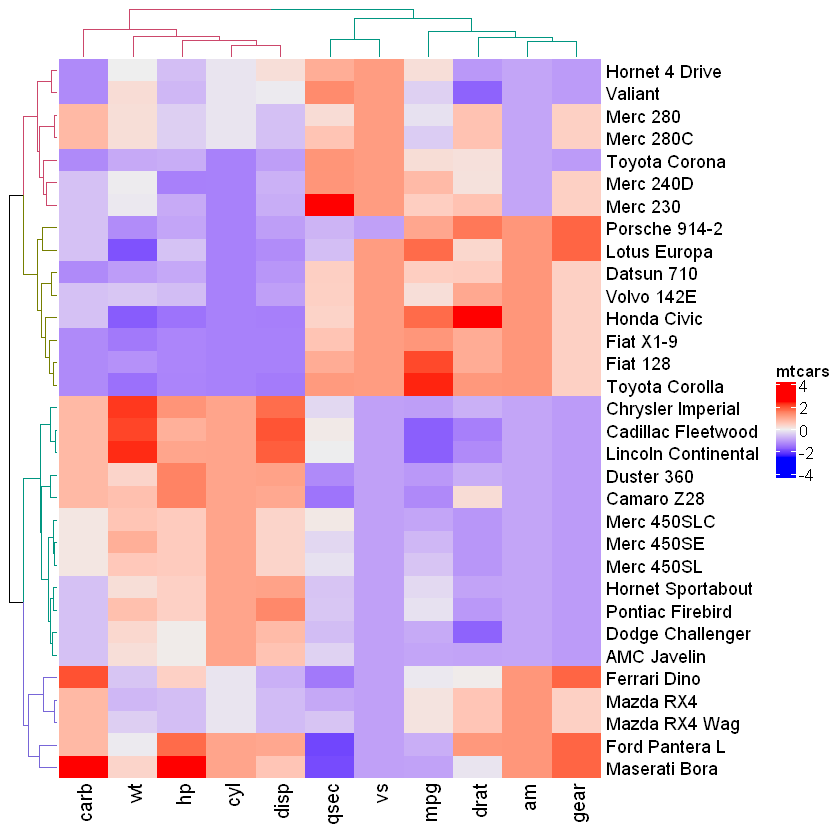 Hornet 4 Drive
Valiant
Merc 280
Merc 280C
Toyota Corona
Merc 240D
Merc 230
Porsche 914-2
Lotus Europa
Datsun 710
Volvo 142E
Honda Civic
Fiat X1-9
Fiat 128
Toyota Corolla
Chrysler Imperial
Cadillac Fleetwood
Lincoln Continental
Duster 360
Camaro Z28
Merc 450SLC
Merc 450SE
Merc 450SL
Hornet Sportabout
Pontiac Firebird
Dodge Challenger
AMC Javelin
Ferrari Dino
Mazda RX4
Mazda RX4 Wag
Ford Pantera L
Maserati Bora
carb wt hp cyl disp qsec vs mpg drat am gear
mtcars
4
2
0
-2
-4